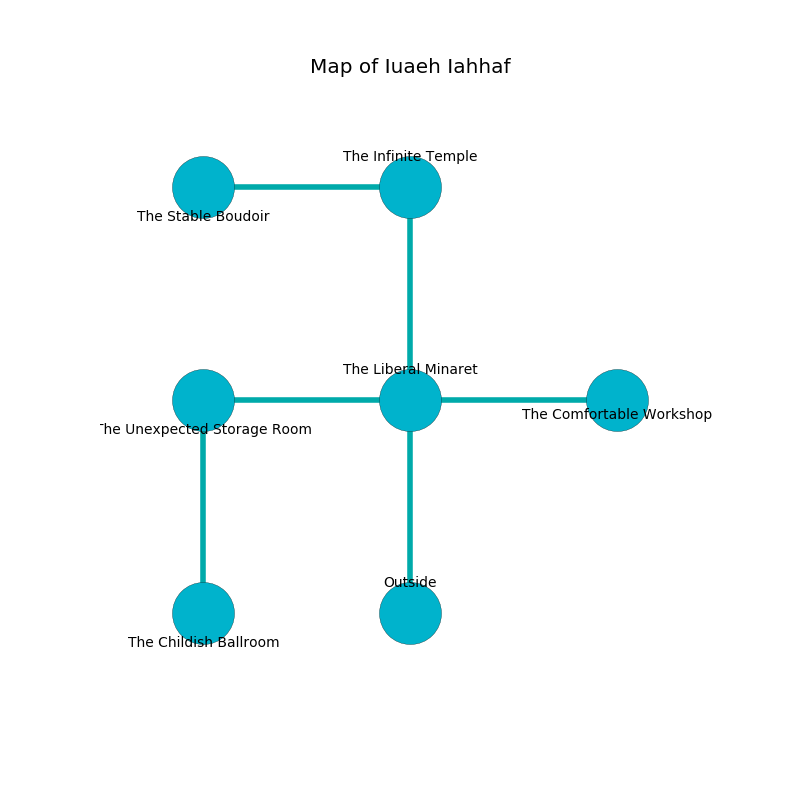 Map of Iuaeh Iahhaf
The Infinite Temple
The Stable Boudoir
The Liberal Minaret
The Comfortable Workshop
he Unexpected Storage Room
Outside
The Childish Ballroom